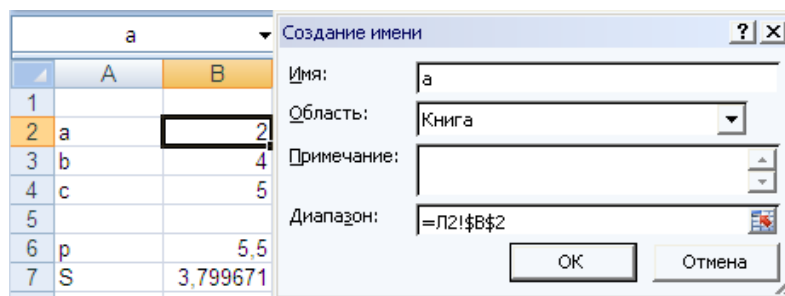 a
Создание имени
? x
A B
1
2 a 2
3 b 4
4 c 5
5
6 p 5,5
7 S 3,799671
Имя: a
Область: Книга
Примечание:
Диапазон: =Л2!$B$2
ОК Отмена